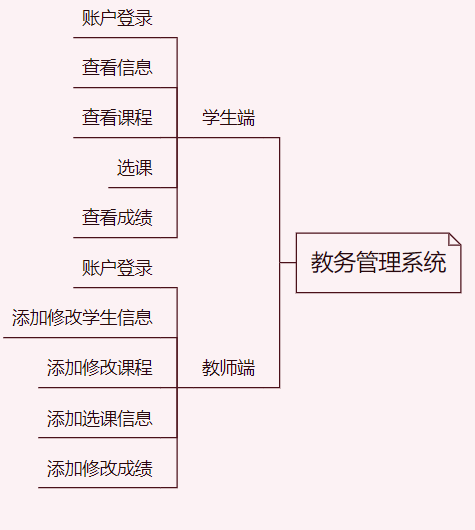 账户登录
查看信息
查看课程
学生端
选课
查看成绩
教务管理系统
账户登录
添加修改学生信息
添加修改课程
教师端
添加选课信息
添加修改成绩